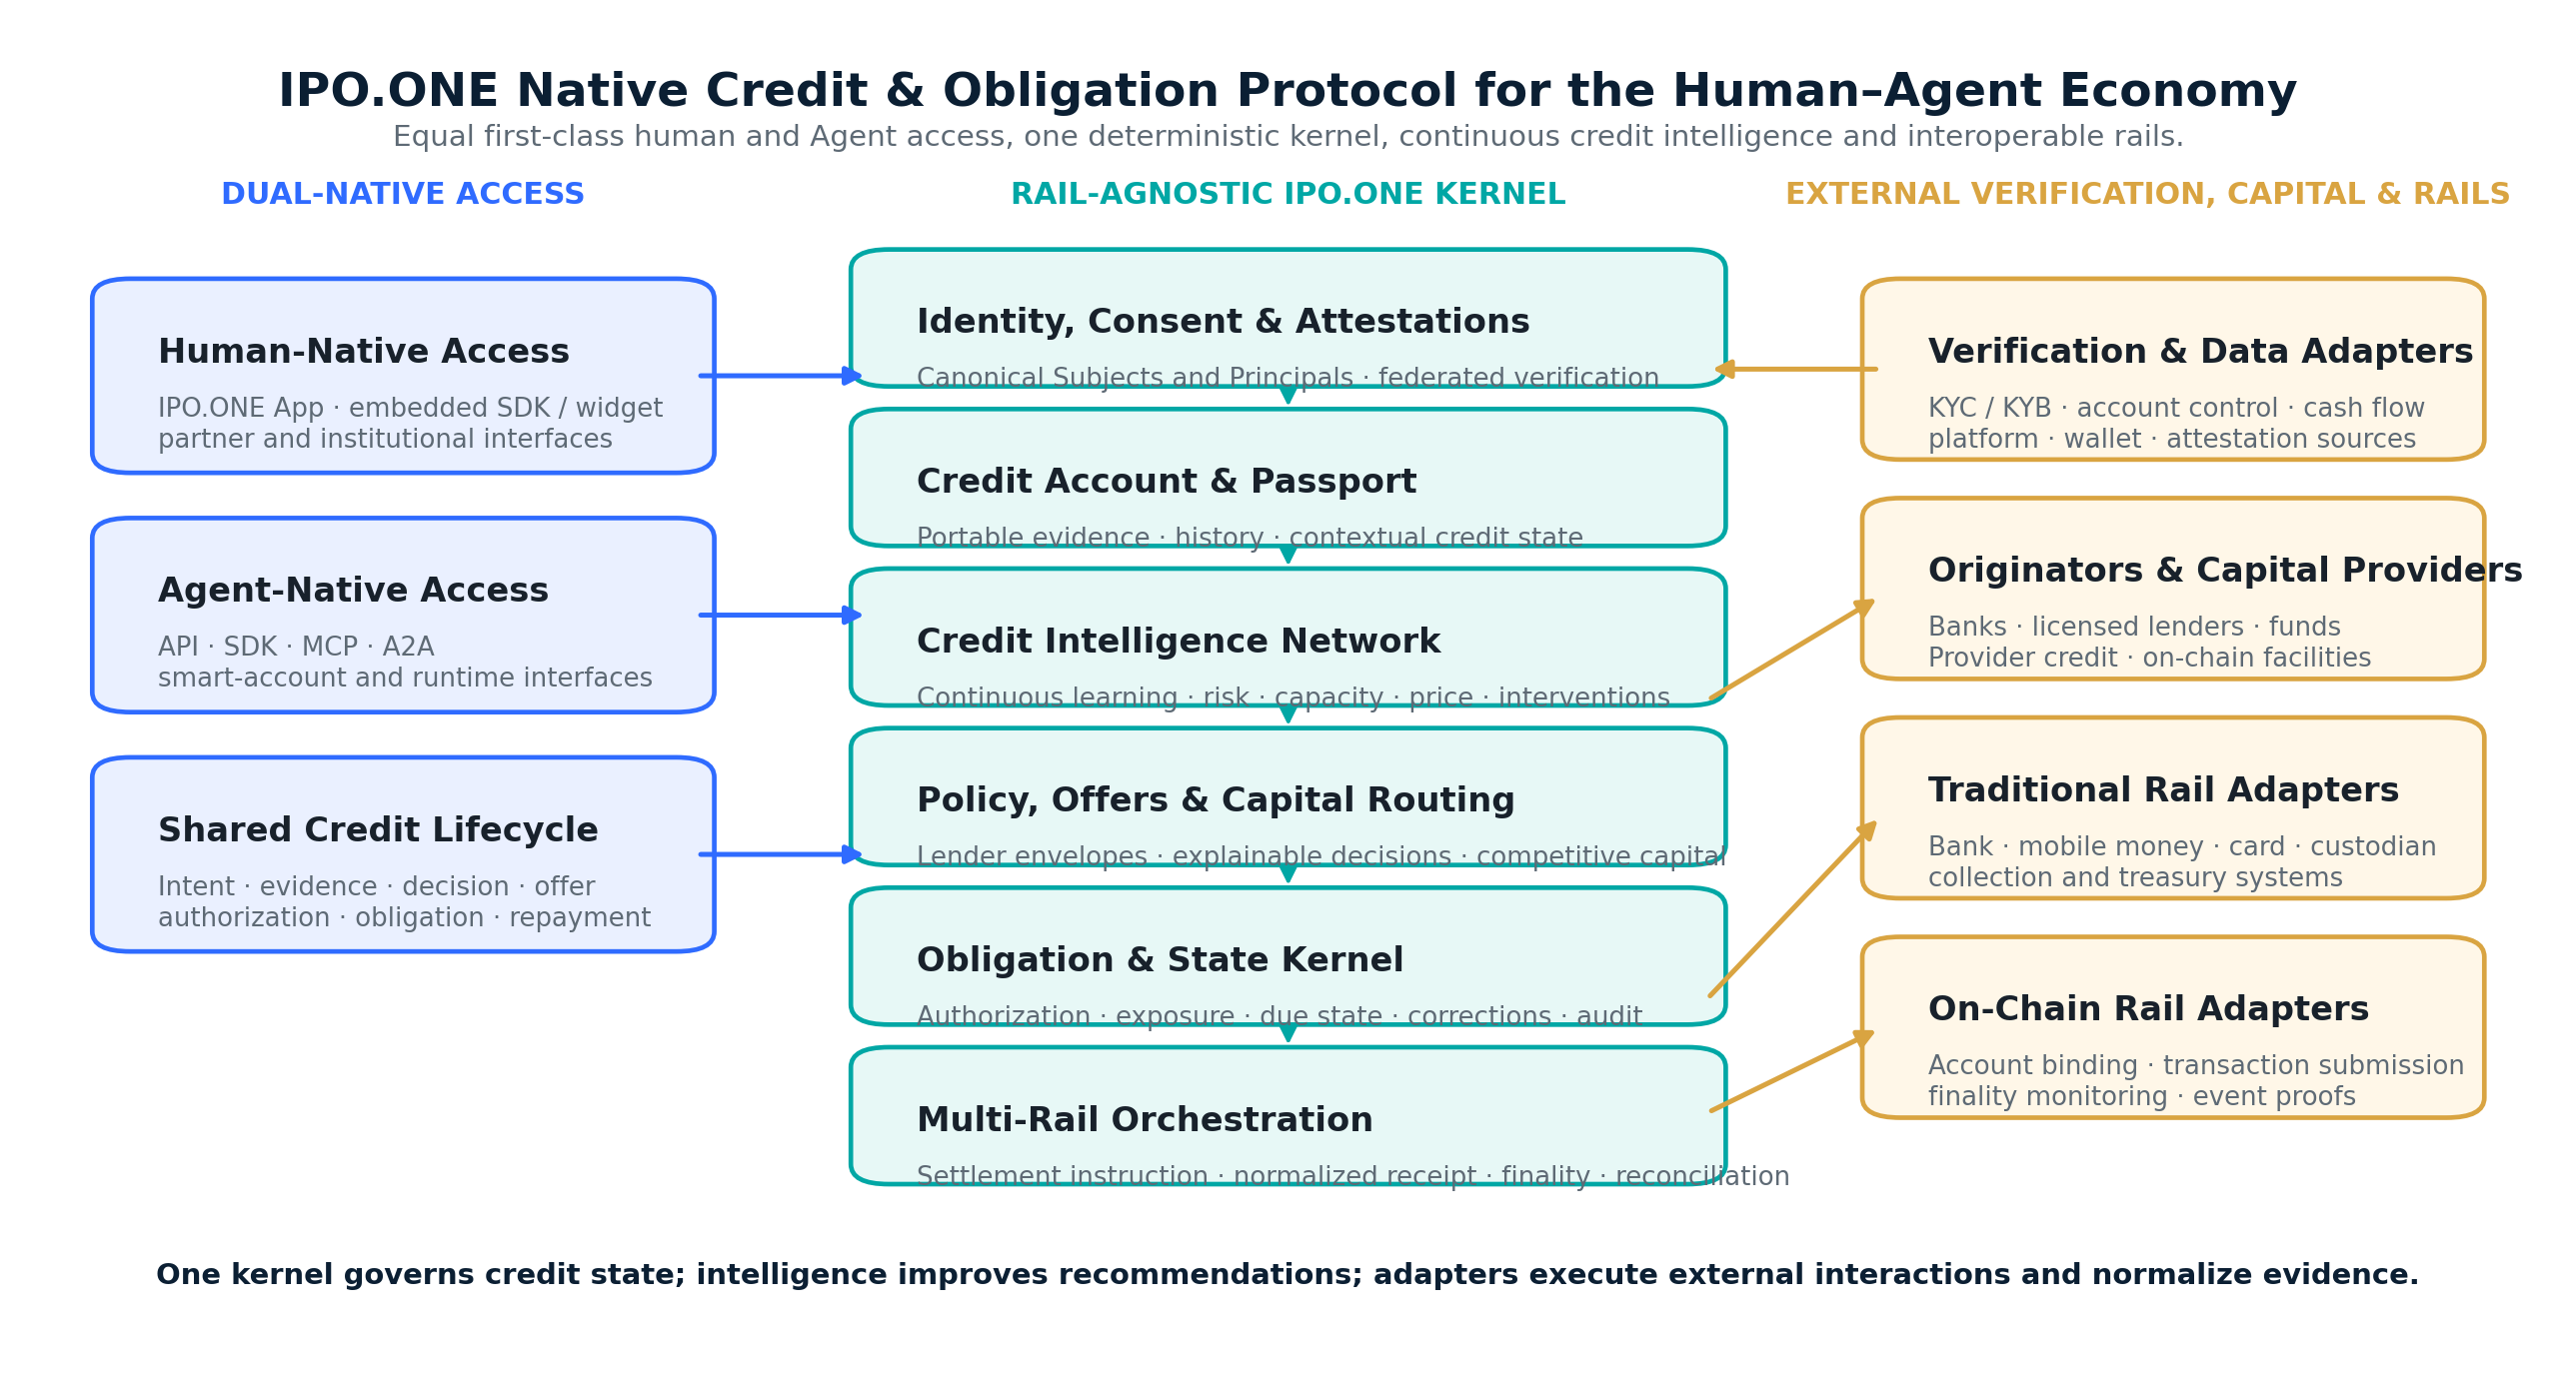 IPO.ONE Native Credit & Obligation Protocol for the Human–Agent Economy
Equal first-class human and Agent access, one deterministic kernel, continuous credit intelligence and interoperable rails.
DUAL-NATIVE ACCESS
Human-Native Access
IPO.ONE App · embedded SDK / widget
partner and institutional interfaces
Agent-Native Access
API · SDK · MCP · A2A
smart-account and runtime interfaces
Shared Credit Lifecycle
Intent · evidence · decision · offer
authorization · obligation · repayment
RAIL-AGNOSTIC IPO.ONE KERNEL
Identity, Consent & Attestations
Canonical Subjects and Principals · federated verification
Credit Account & Passport
Portable evidence · history · contextual credit state
Credit Intelligence Network
Continuous learning · risk · capacity · price · interventions
Policy, Offers & Capital Routing
Lender envelopes · explainable decisions · competitive capital
Obligation & State Kernel
Authorization · exposure · due state · corrections · audit
Multi-Rail Orchestration
Settlement instruction · normalized receipt · finality · reconciliation
EXTERNAL VERIFICATION, CAPITAL & RAILS
Verification & Data Adapters
KYC / KYB · account control · cash flow
platform · wallet · attestation sources
Originators & Capital Providers
Banks · licensed lenders · funds
Provider credit · on-chain facilities
Traditional Rail Adapters
Bank · mobile money · card · custodian
collection and treasury systems
On-Chain Rail Adapters
Account binding · transaction submission
finality monitoring · event proofs
One kernel governs credit state; intelligence improves recommendations; adapters execute external interactions and normalize evidence.